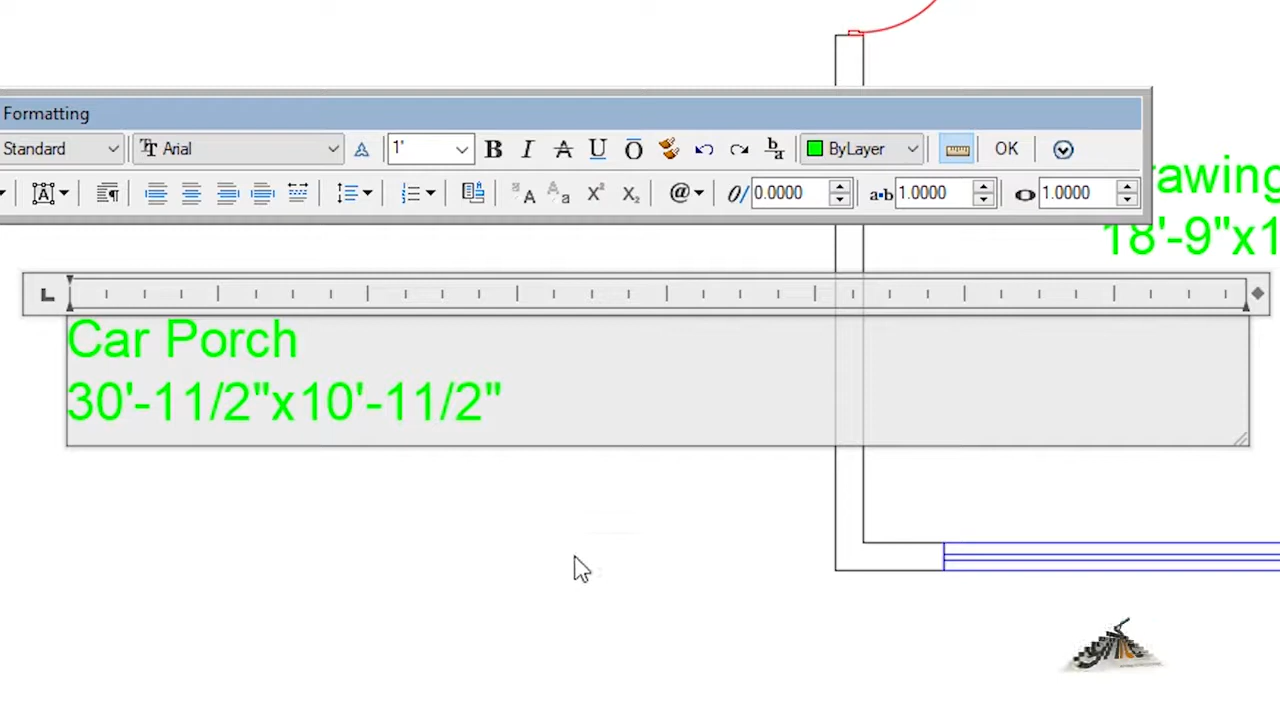 Formatting
Standard Arial 1' B I A U O b/a ByLayer OK
@ 0/ 0.0000 a•b 1.0000 1.0000
rawing
18'-9"x1
Car Porch
30'-11/2"x10'-11/2"